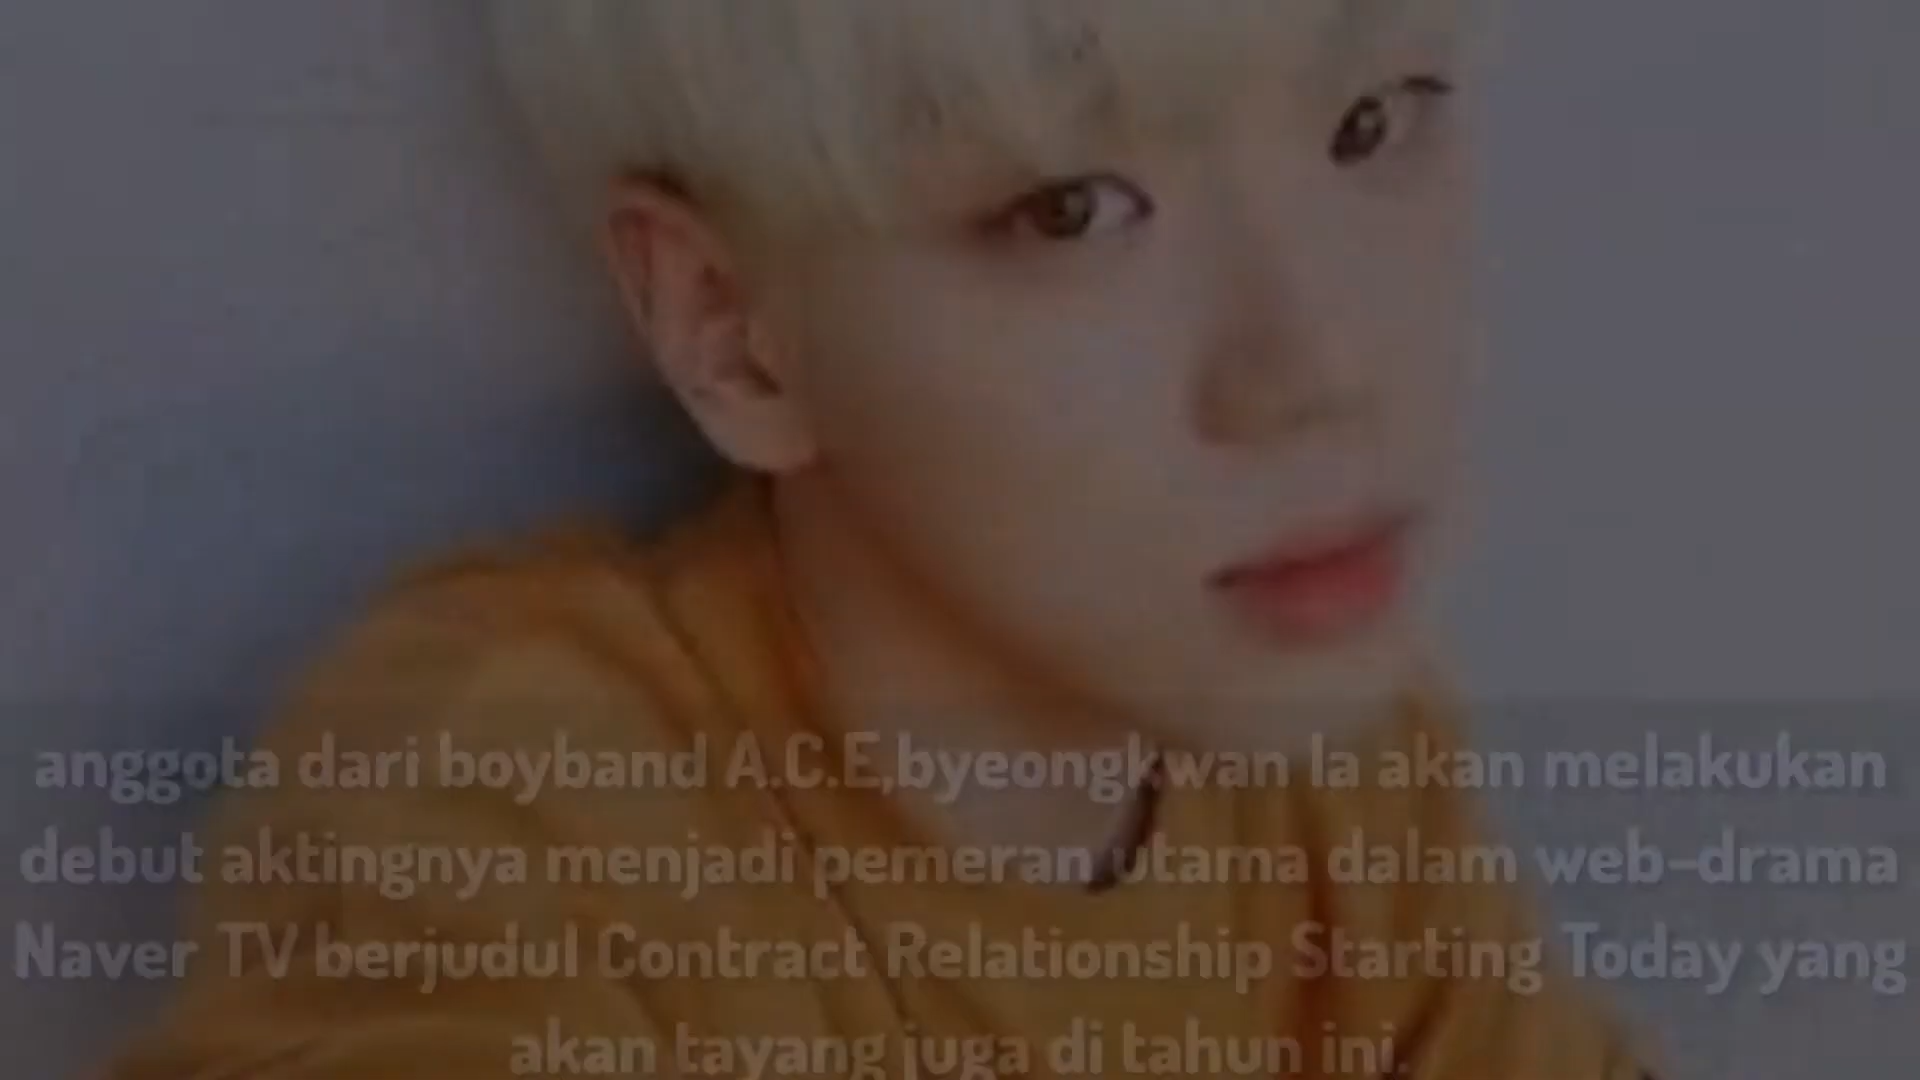 anggota dari boyband A.C.E,byeongkwan Ia akan melakukan
debut aktingnya menjadi pemeran utama dalam web-drama
Naver TV berjudul Contract Relationship Starting Today yang
akan tayang juga di tahun ini.